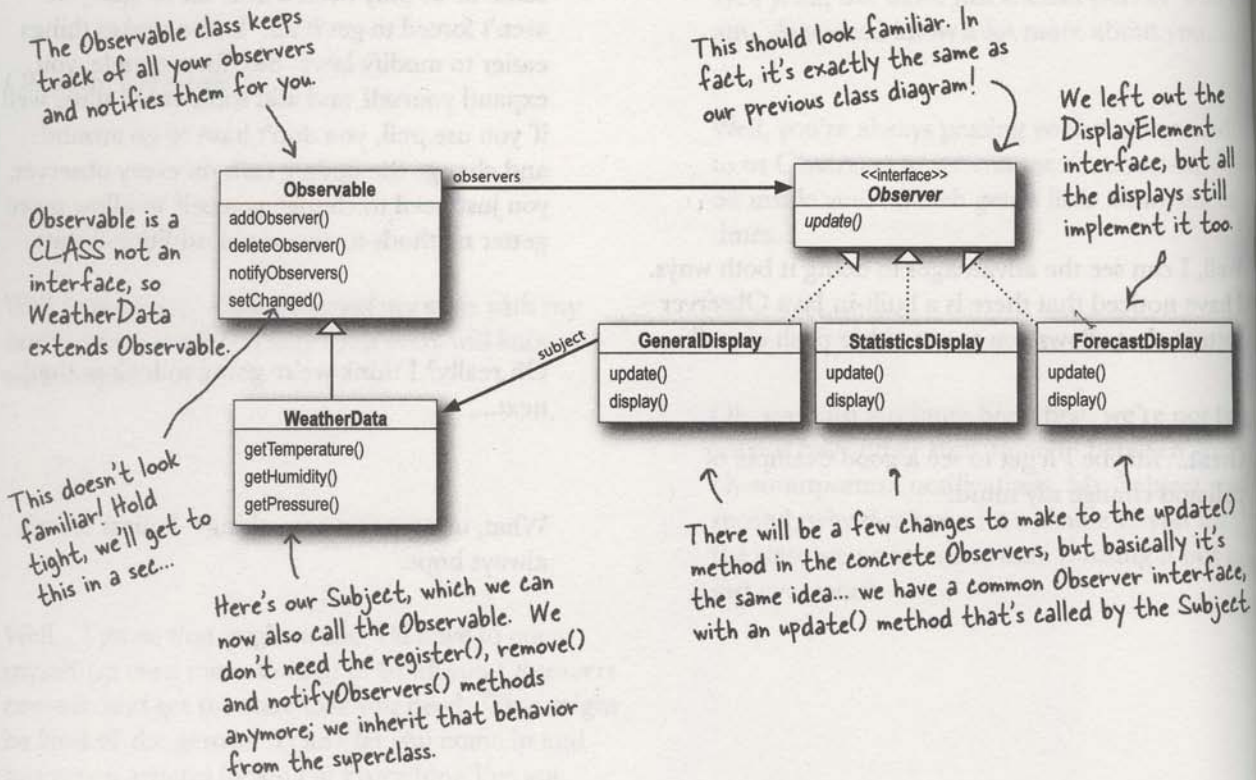 The Observable class keeps
track of all your observers
and notifies them for you.
This should look familiar. In
fact, it's exactly the same as
our previous class diagram!
We left out the
DisplayElement
interface, but all
the displays still
implement it too.
Observable is a
CLASS not an
interface, so
WeatherData
extends Observable.
Observable
addObserver()
deleteObserver()
notifyObservers()
setChanged()
observers
<<interface>>
Observer
update()
subject
GeneralDisplay
update()
display()
StatisticsDisplay
update()
display()
ForecastDisplay
update()
display()
WeatherData
getTemperature()
getHumidity()
getPressure()
This doesn't look
familiar! Hold
tight, we'll get to
this in a sec...
Here's our Subject, which we can
now also call the Observable. We
don't need the register(), remove()
and notifyObservers() methods
anymore; we inherit that behavior
from the superclass.
There will be a few changes to make to the update()
method in the concrete Observers, but basically it's
the same idea... we have a common Observer interface,
with an update() method that's called by the Subject